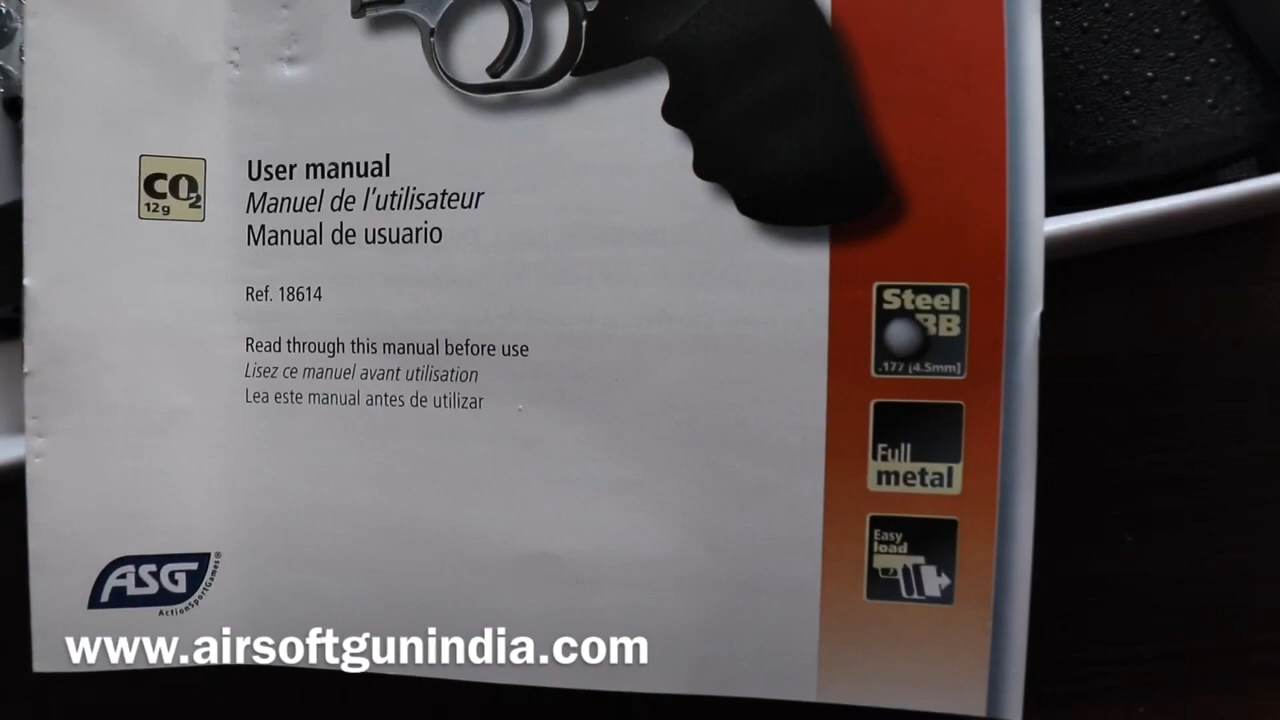 CO2
12g
User manual
Manuel de l'utilisateur
Manual de usuario
Ref. 18614
Read through this manual before use
Lisez ce manuel avant utilisation
Lea este manual antes de utilizar
Steel
BB
.177 [4.5mm]
Full
metal
Easy
load
ASG®
ActionSportGames
www.airsoftgunindia.com